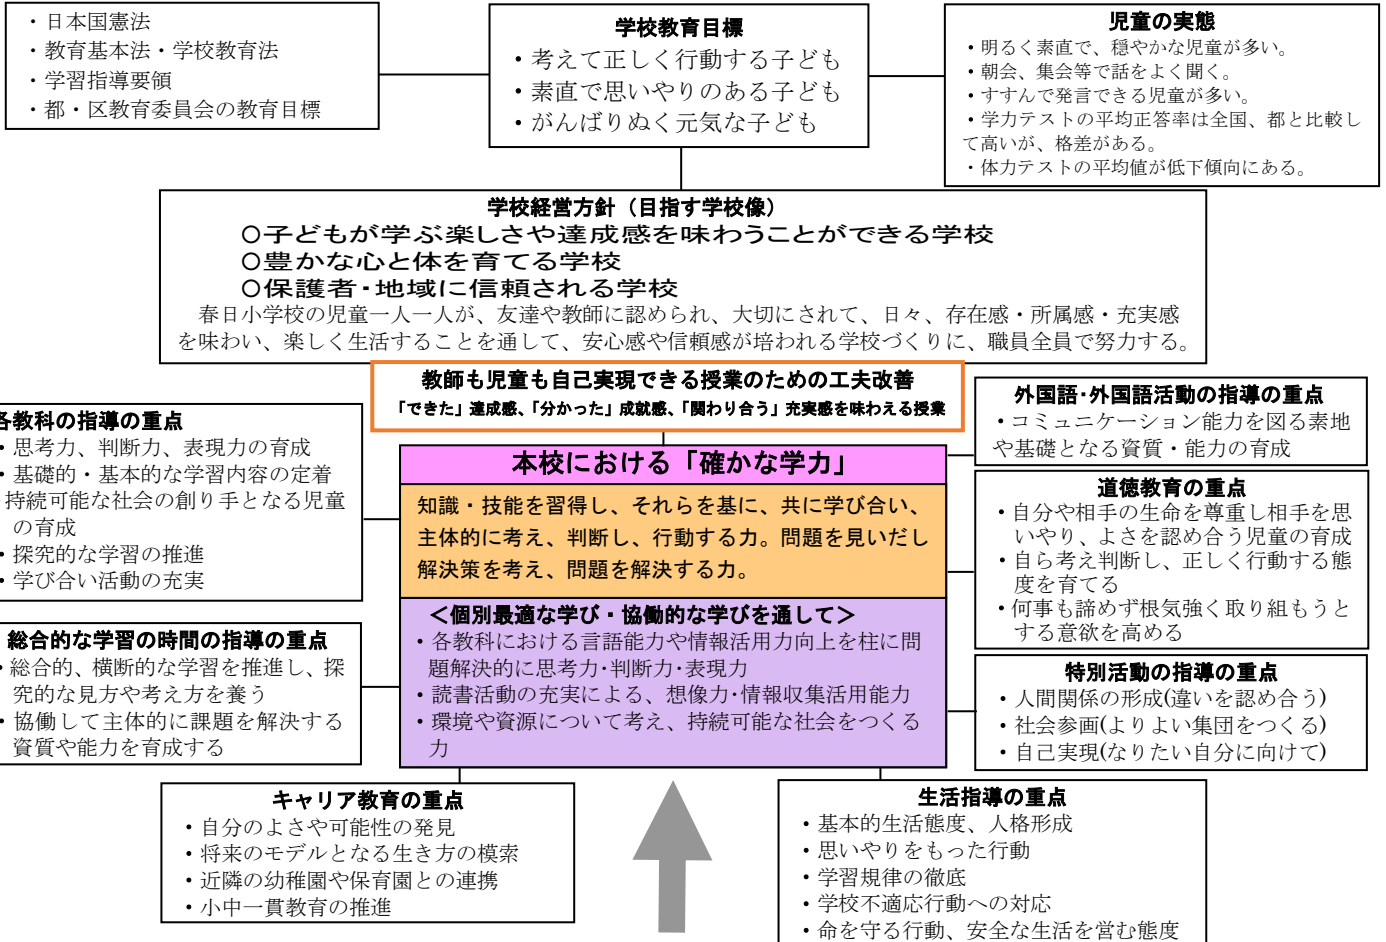 ・日本国憲法
・教育基本法・学校教育法
・学習指導要領
・都・区教育委員会の教育目標
学校教育目標
・考えて正しく行動する子ども
・素直で思いやりのある子ども
・がんばりぬく元気な子ども
児童の実態
・明るく素直で、穏やかな児童が多い。
・朝会、集会等で話をよく聞く。
・すすんで発言できる児童が多い。
・学力テストの平均正答率は全国、都と比較し
て高いが、格差がある。
・体力テストの平均値が低下傾向にある。
学校経営方針（目指す学校像）
○子どもが学ぶ楽しさや達成感を味わうことができる学校
○豊かな心と体を育てる学校
○保護者・地域に信頼される学校
春日小学校の児童一人一人が、友達や教師に認められ、大切にされて、日々、存在感・所属感・充実感
を味わい、楽しく生活することを通して、安心感や信頼感が培われる学校づくりに、職員全員で努力する。
教師も児童も自己実現できる授業のための工夫改善
「できた」達成感、「分かった」成就感、「関わり合う」充実感を味わえる授業
各教科の指導の重点
・思考力、判断力、表現力の育成
・基礎的・基本的な学習内容の定着
・持続可能な社会の創り手となる児童
の育成
・探究的な学習の推進
・学び合い活動の充実
総合的な学習の時間の指導の重点
・総合的、横断的な学習を推進し、探
究的な見方や考え方を養う
・協働して主体的に課題を解決する
資質や能力を育成する
本校における「確かな学力」
知識・技能を習得し、それらを基に、共に学び合い、
主体的に考え、判断し、行動する力。問題を見いだし
解決策を考え、問題を解決する力。
＜個別最適な学び・協働的な学びを通して＞
・各教科における言語能力や情報活用力向上を柱に問
題解決的に思考力・判断力・表現力
・読書活動の充実による、想像力・情報収集活用能力
・環境や資源について考え、持続可能な社会をつくる
力
外国語・外国語活動の指導の重点
・コミュニケーション能力を図る素地
や基礎となる資質・能力の育成
道徳教育の重点
・自分や相手の生命を尊重し相手を思
いやり、よさを認め合う児童の育成
・自ら考え判断し、正しく行動する態
度を育てる
・何事も諦めず根気強く取り組もうと
する意欲を高める
特別活動の指導の重点
・人間関係の形成(違いを認め合う)
・社会参画(よりよい集団をつくる)
・自己実現(なりたい自分に向けて)
キャリア教育の重点
・自分のよさや可能性の発見
・将来のモデルとなる生き方の模索
・近隣の幼稚園や保育園との連携
・小中一貫教育の推進
生活指導の重点
・基本的生活態度、人格形成
・思いやりをもった行動
・学習規律の徹底
・学校不適応行動への対応
・命を守る行動、安全な生活を営む態度